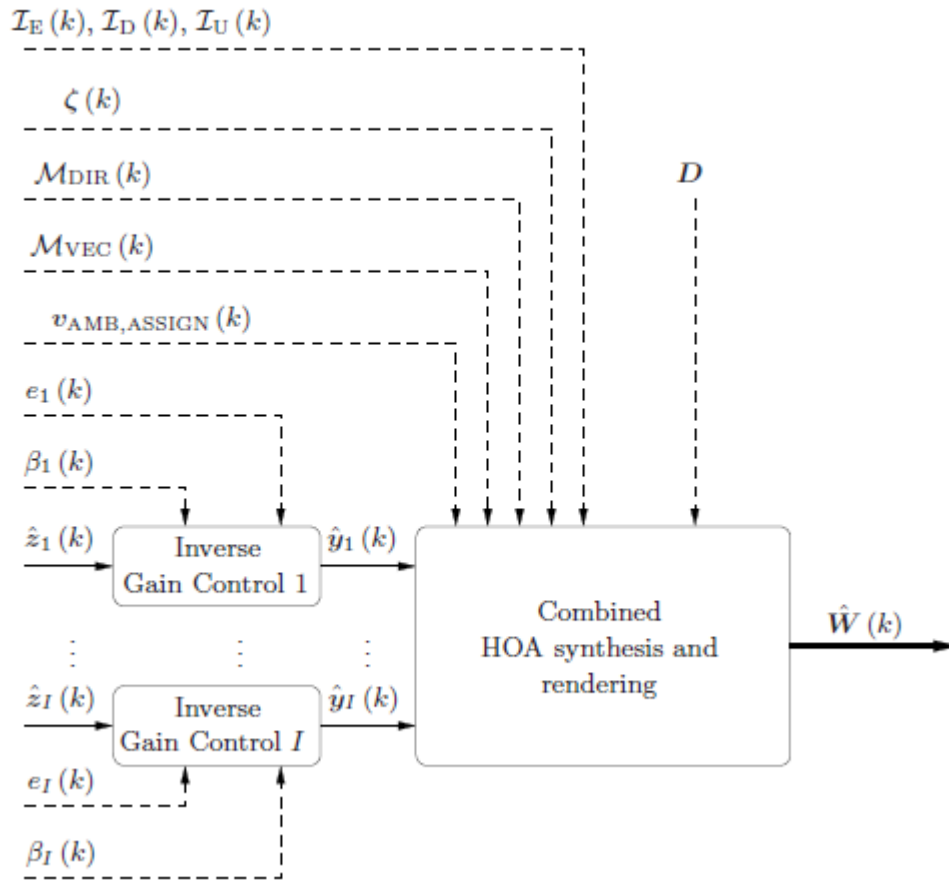 𝓘_E (k), 𝓘_D (k), 𝓘_U (k)
ζ (k)
𝓜_DIR (k)
D
𝓜_VEC (k)
v_AMB,ASSIGN (k)
e_1 (k)
β_1 (k)
ẑ_1 (k)
Inverse
Gain Control 1
ŷ_1 (k)
Combined
HOA synthesis and
rendering
Ŵ (k)
⋮ ⋮ ⋮
ẑ_I (k)
Inverse
Gain Control I
ŷ_I (k)
e_I (k)
β_I (k)